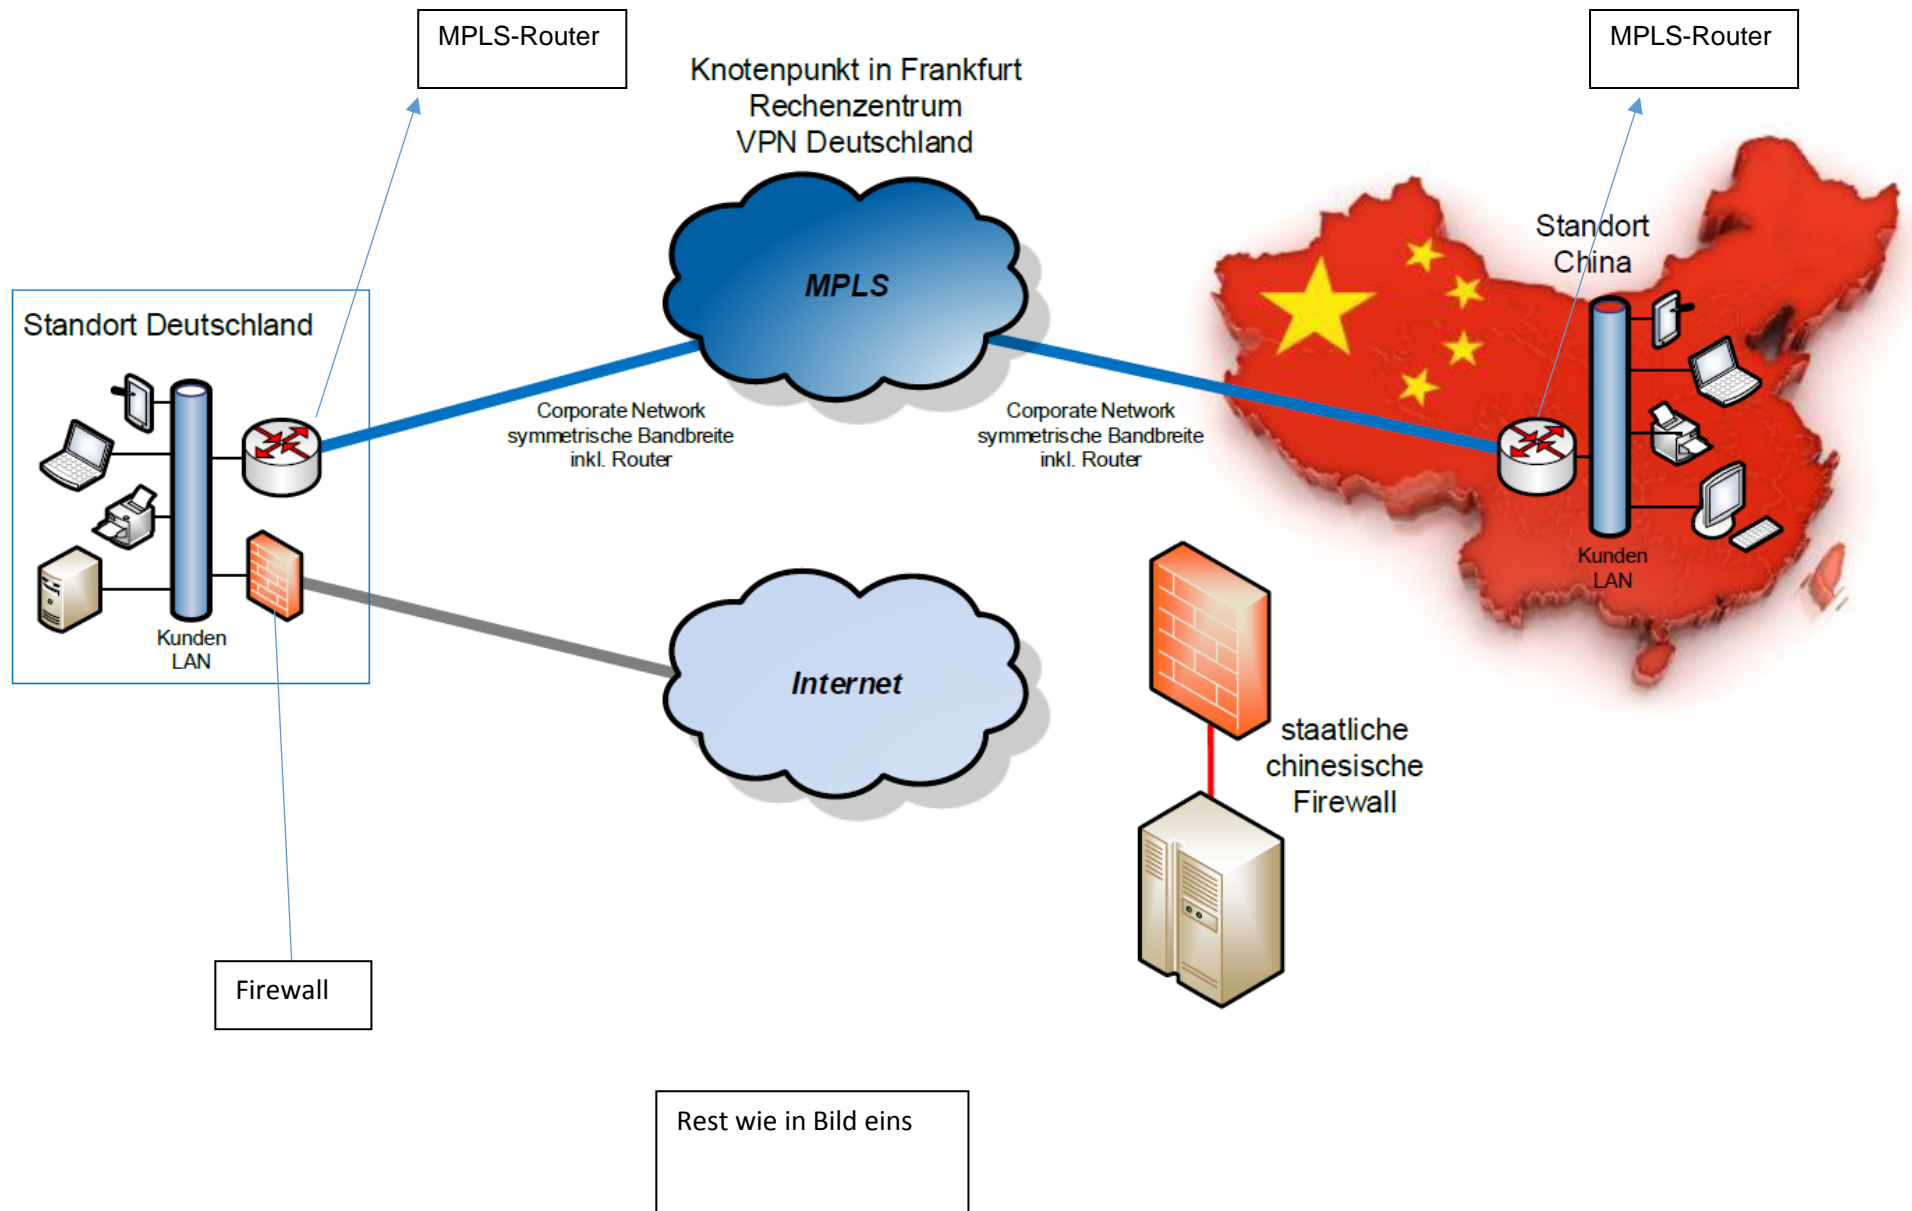 MPLS-Router
MPLS-Router
Knotenpunkt in Frankfurt
Rechenzentrum
VPN Deutschland
MPLS
Standort
China
Standort Deutschland
Corporate Network
symmetrische Bandbreite
inkl. Router
Corporate Network
symmetrische Bandbreite
inkl. Router
Kunden
LAN
Kunden
LAN
Internet
staatliche
chinesische
Firewall
Firewall
Rest wie in Bild eins